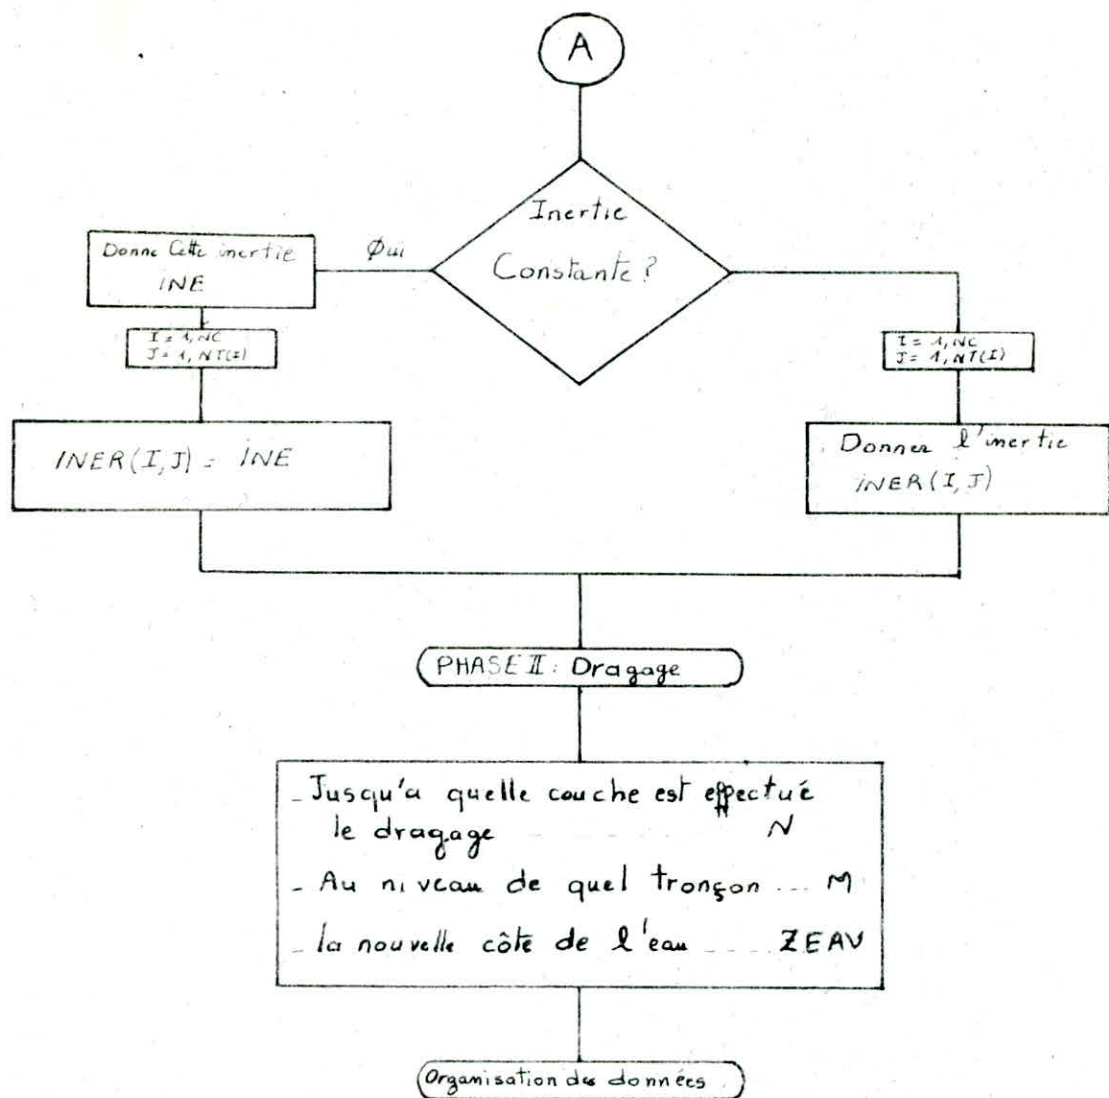 A
Inertie
Constante ?
Oui
Donne Cette inertie
INE
I = 1, NC
J = 1, NT(I)
INER(I,J) = INE
I = 1, NC
J = 1, NT(I)
Donner l'inertie
INER(I,J)
PHASE II : Dragage
- Jusqu'a quelle couche est effectué
le dragage ........ N
- Au niveau de quel tronçon ... M
- la nouvelle côte de l'eau ..... ZEAU
Organisation des données